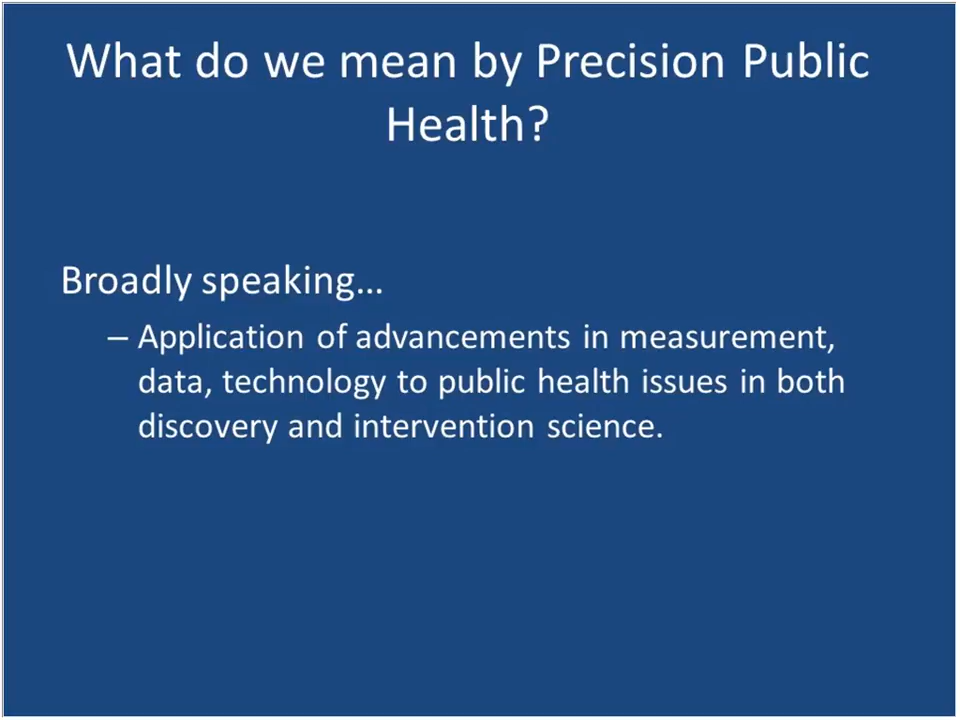 What do we mean by Precision Public
Health?
Broadly speaking…
– Application of advancements in measurement,
data, technology to public health issues in both
discovery and intervention science.